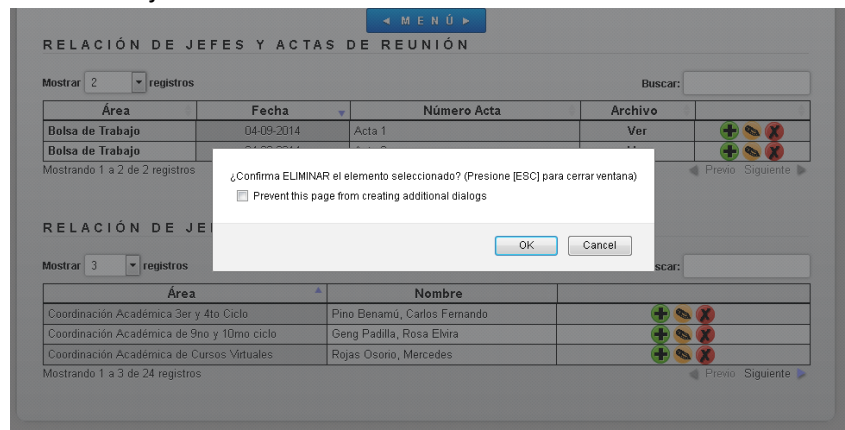 ◄ MENÚ ►
RELACIÓN DE JEFES Y ACTAS DE REUNIÓN
Mostrar 2 registros Buscar:
Área Fecha Número Acta Archivo
Bolsa de Trabajo 04-09-2014 Acta 1 Ver
Bolsa de Trabajo
Mostrando 1 a 2 de 2 registros Previo Siguiente
¿Confirma ELIMINAR el elemento seleccionado? (Presione [ESC] para cerrar ventana)
Prevent this page from creating additional dialogs
OK Cancel
RELACIÓN DE
Mostrar 3 registros
Área Nombre
Coordinación Académica 3er y 4to Ciclo Pino Benamú, Carlos Fernando
Coordinación Académica de 9no y 10mo ciclo Geng Padilla, Rosa Elvira
Coordinación Académica de Cursos Virtuales Rojas Osorio, Mercedes
Mostrando 1 a 3 de 24 registros Previo Siguiente